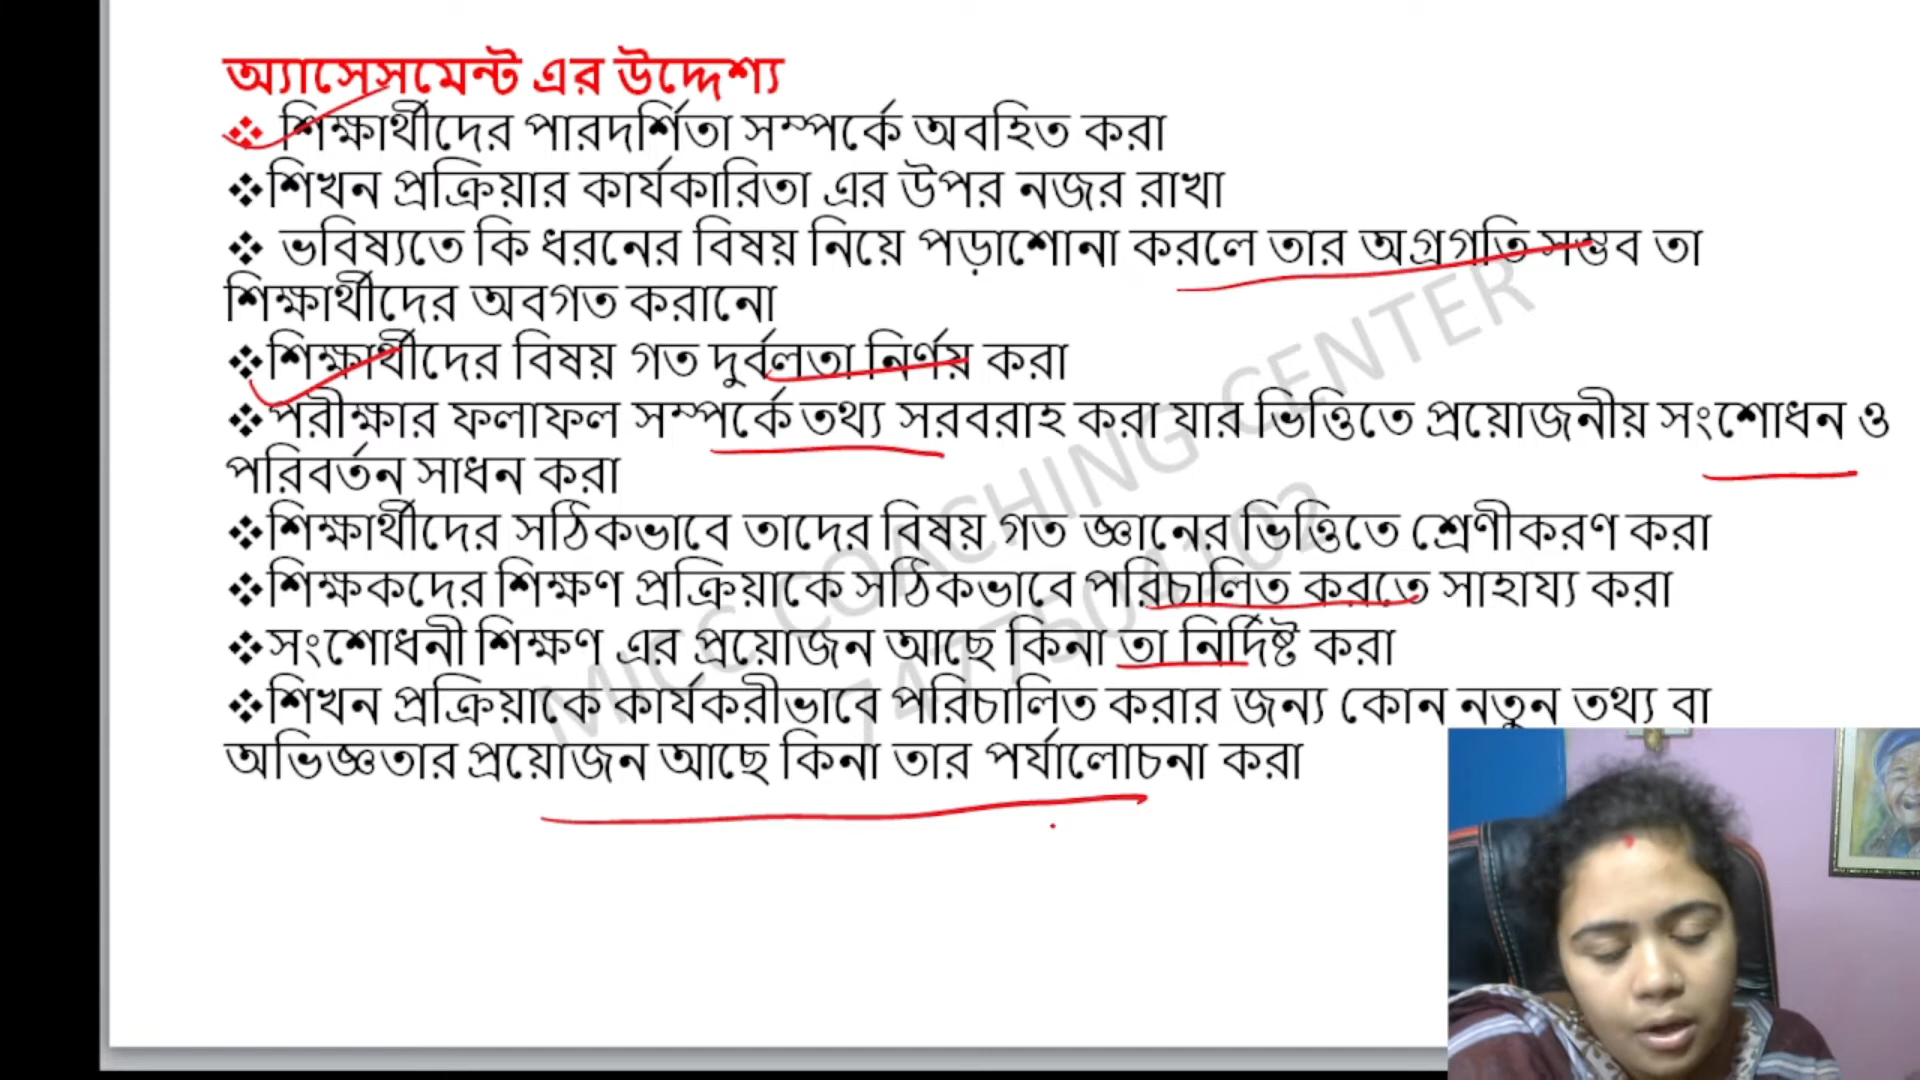 অ্যাসেসমেন্ট এর উদ্দেশ্য
❖ শিক্ষার্থীদের পারদর্শিতা সম্পর্কে অবহিত করা
❖শিখন প্রক্রিয়ার কার্যকারিতা এর উপর নজর রাখা
❖ ভবিষ্যতে কি ধরনের বিষয় নিয়ে পড়াশোনা করলে তার অগ্রগতি সম্ভব তা
শিক্ষার্থীদের অবগত করানো
❖শিক্ষার্থীদের বিষয় গত দুর্বলতা নির্ণয় করা
❖পরীক্ষার ফলাফল সম্পর্কে তথ্য সরবরাহ করা যার ভিত্তিতে প্রয়োজনীয় সংশোধন ও
পরিবর্তন সাধন করা
❖শিক্ষার্থীদের সঠিকভাবে তাদের বিষয় গত জ্ঞানের ভিত্তিতে শ্রেণীকরণ করা
❖শিক্ষকদের শিক্ষণ প্রক্রিয়াকে সঠিকভাবে পরিচালিত করতে সাহায্য করা
❖সংশোধনী শিক্ষণ এর প্রয়োজন আছে কিনা তা নির্দিষ্ট করা
❖শিখন প্রক্রিয়াকে কার্যকরীভাবে পরিচালিত করার জন্য কোন নতুন তথ্য বা
অভিজ্ঞতার প্রয়োজন আছে কিনা তার পর্যালোচনা করা
MICC COACHING CENTER
7477504102